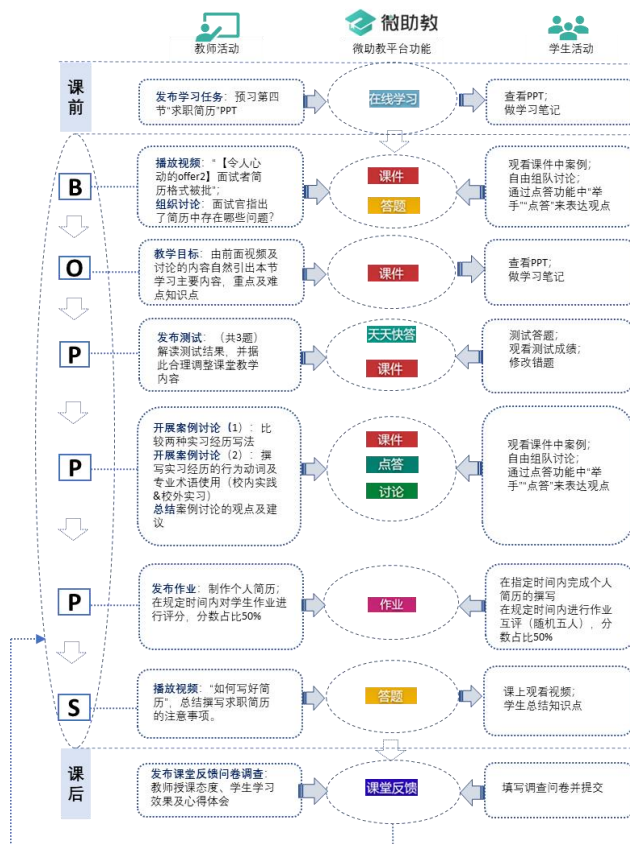 微助教
教师活动
微助教平台功能
学生活动
课
前
发布学习任务：预习第四
节“求职简历”PPT
在线学习
查看PPT；
做学习笔记
B
播放视频：“【令人心
动的offer2】面试者简
历格式被批”；
组织讨论：面试官指出
了简历中存在哪些问题？
课件
答题
观看课件中案例；
自由组队讨论；
通过点答功能中“举
手”“点答”来表达观点
O
教学目标：由前面视频及
讨论的内容自然引出本节
学习主要内容，重点及难
点知识点
课件
查看PPT；
做学习笔记
P
发布测试：（共3题）
解读测试结果，并据
此合理调整课堂教学
内容
天天快答
课件
测试答题；
观看测试成绩；
修改错题
P
开展案例讨论（1）：比
较两种实习经历写法
开展案例讨论（2）：撰
写实习经历的行为动词及
专业术语使用（校内实践
&校外实习）
总结案例讨论的观点及建
议
课件
点答
讨论
观看课件中案例；
自由组队讨论；
通过点答功能中“举
手”“点答”来表达观点
P
发布作业：制作个人简历；
在规定时间内对学生作业进
行评分，分数占比50%
作业
在指定时间内完成个人
简历的撰写
在规定时间内进行作业
互评（随机五人），分
数占比50%
S
播放视频：“如何写好简
历”，总结撰写求职简历
的注意事项。
答题
课上观看视频；
学生总结知识点
课
后
发布课堂反馈问卷调查：
教师授课态度、学生学习
效果及心得体会
课堂反馈
填写调查问卷并提交